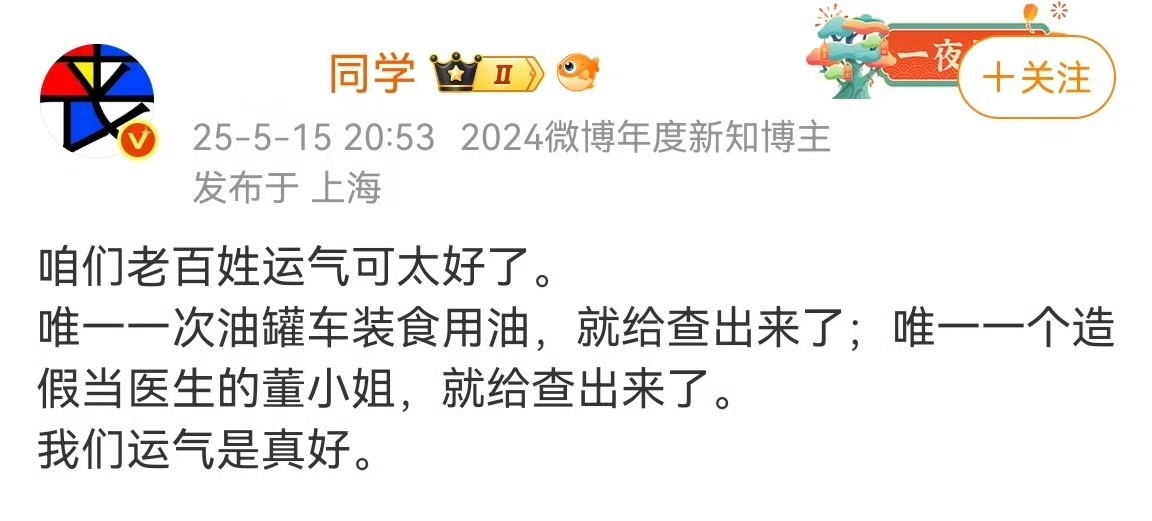 同学 II
一夜
+关注
25-5-15 20:53 2024微博年度新知博主
发布于 上海
咱们老百姓运气可太好了。
唯一一次油罐车装食用油，就给查出来了；唯一一个造
假当医生的董小姐，就给查出来了。
我们运气是真好。